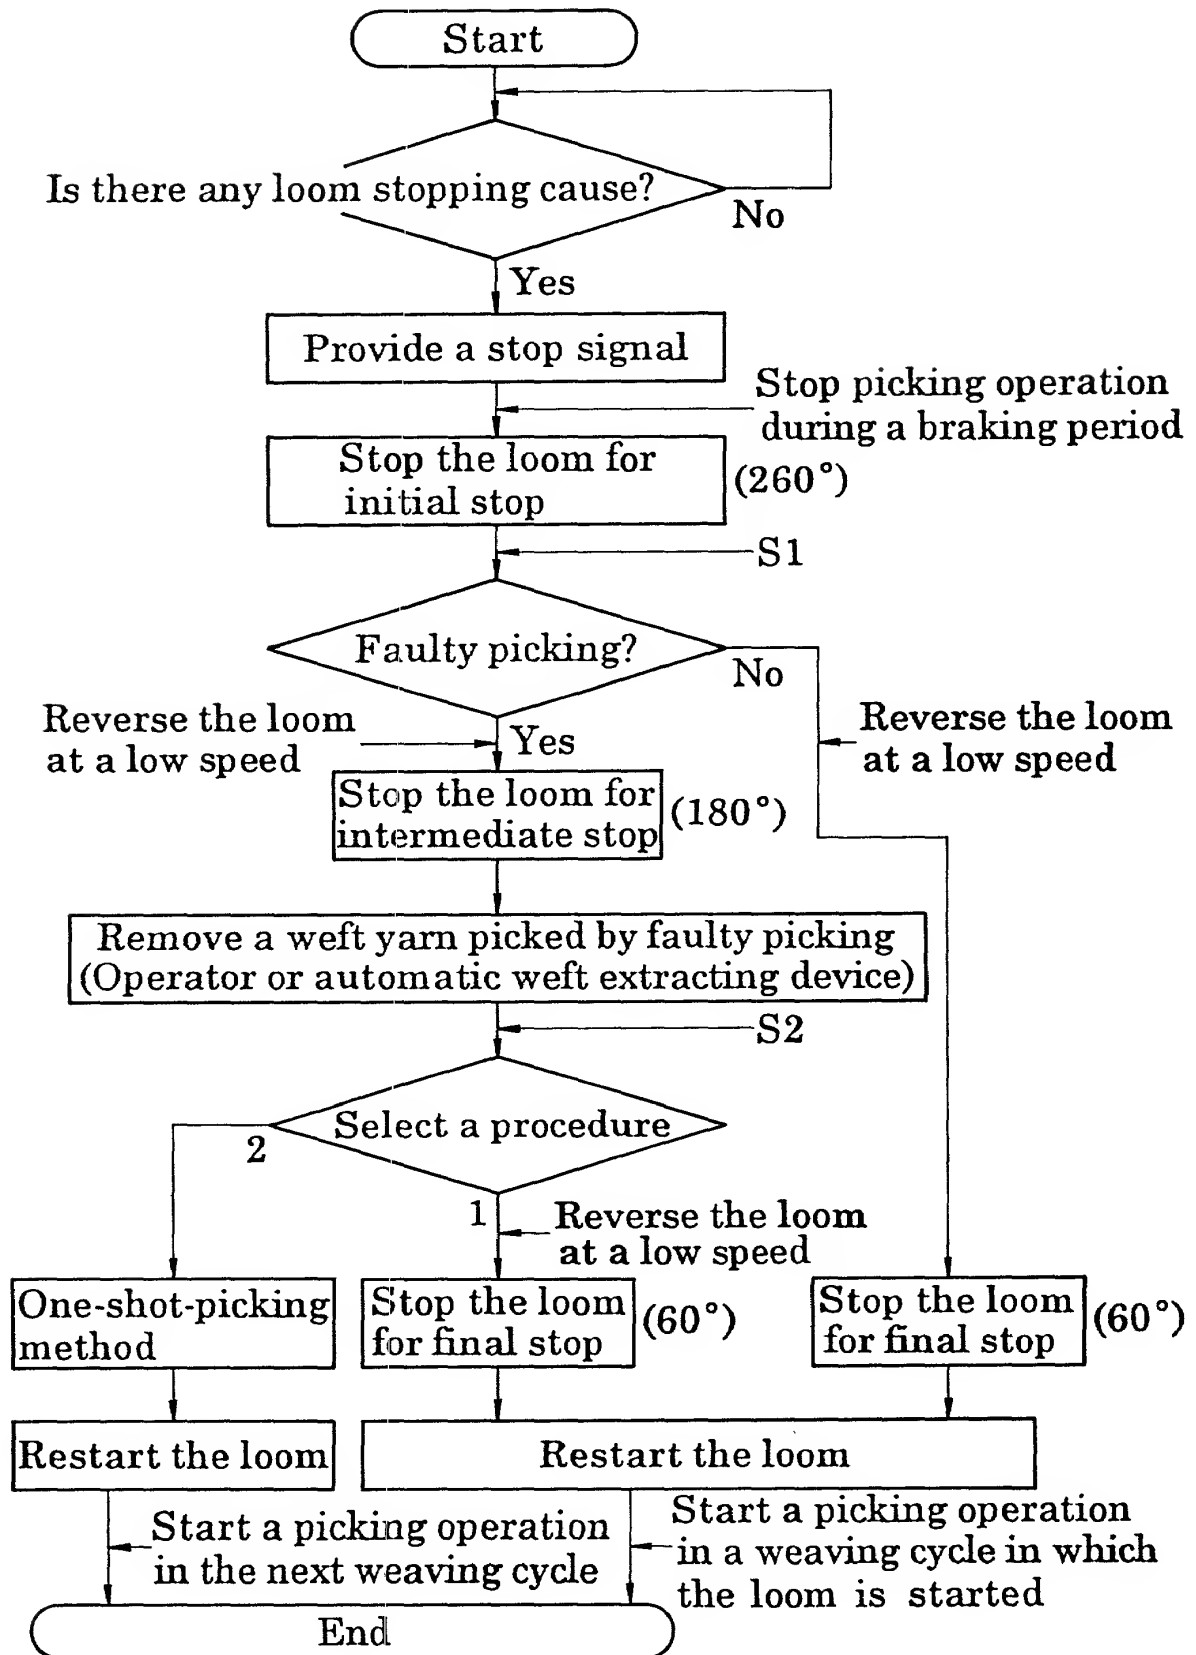 Start
Is there any loom stopping cause?
No
Yes
Provide a stop signal
Stop picking operation
during a braking period
Stop the loom for
initial stop
(260°)
S1
Faulty picking?
No
Reverse the loom
at a low speed
Yes
Reverse the loom
at a low speed
Stop the loom for
intermediate stop
(180°)
Remove a weft yarn picked by faulty picking
(Operator or automatic weft extracting device)
S2
Select a procedure
2
1
Reverse the loom
at a low speed
One-shot-picking
method
Stop the loom
for final stop
(60°)
Stop the loom
for final stop
(60°)
Restart the loom
Restart the loom
Start a picking operation
in the next weaving cycle
Start a picking operation
in a weaving cycle in which
the loom is started
End